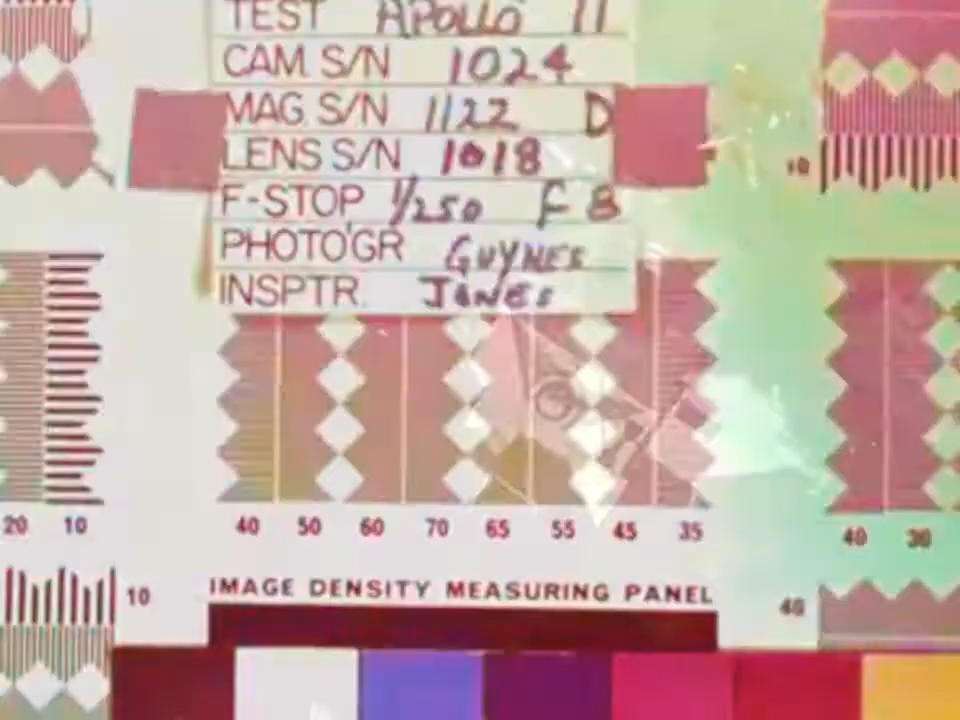 TEST APOLLO 11
CAM. S/N 1024
MAG. S/N 1122 D
LENS S/N 1018
10
F-STOP 1/250 F 8
PHOTO'GR GUYNES
INSPTR. JONES
20 10
40 50 60 70 65 55 45 35
40 30
IMAGE DENSITY MEASURING PANEL
10
40